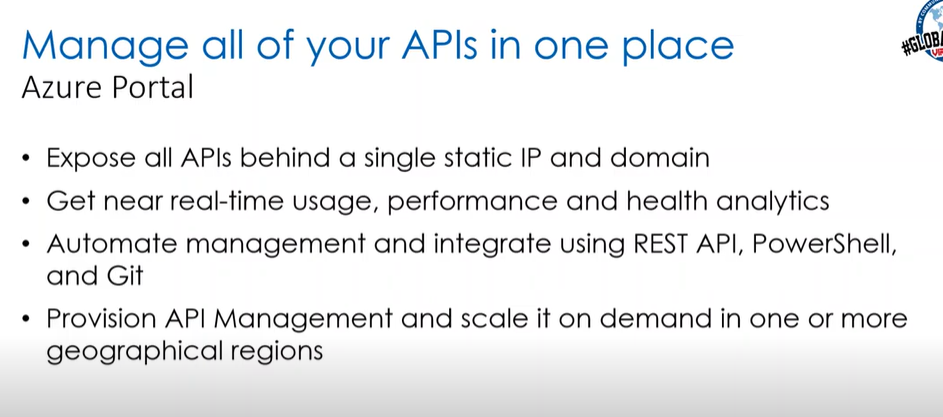 Manage all of your APIs in one place
Azure Portal
• Expose all APIs behind a single static IP and domain
• Get near real-time usage, performance and health analytics
• Automate management and integrate using REST API, PowerShell,
and Git
• Provision API Management and scale it on demand in one or more
geographical regions